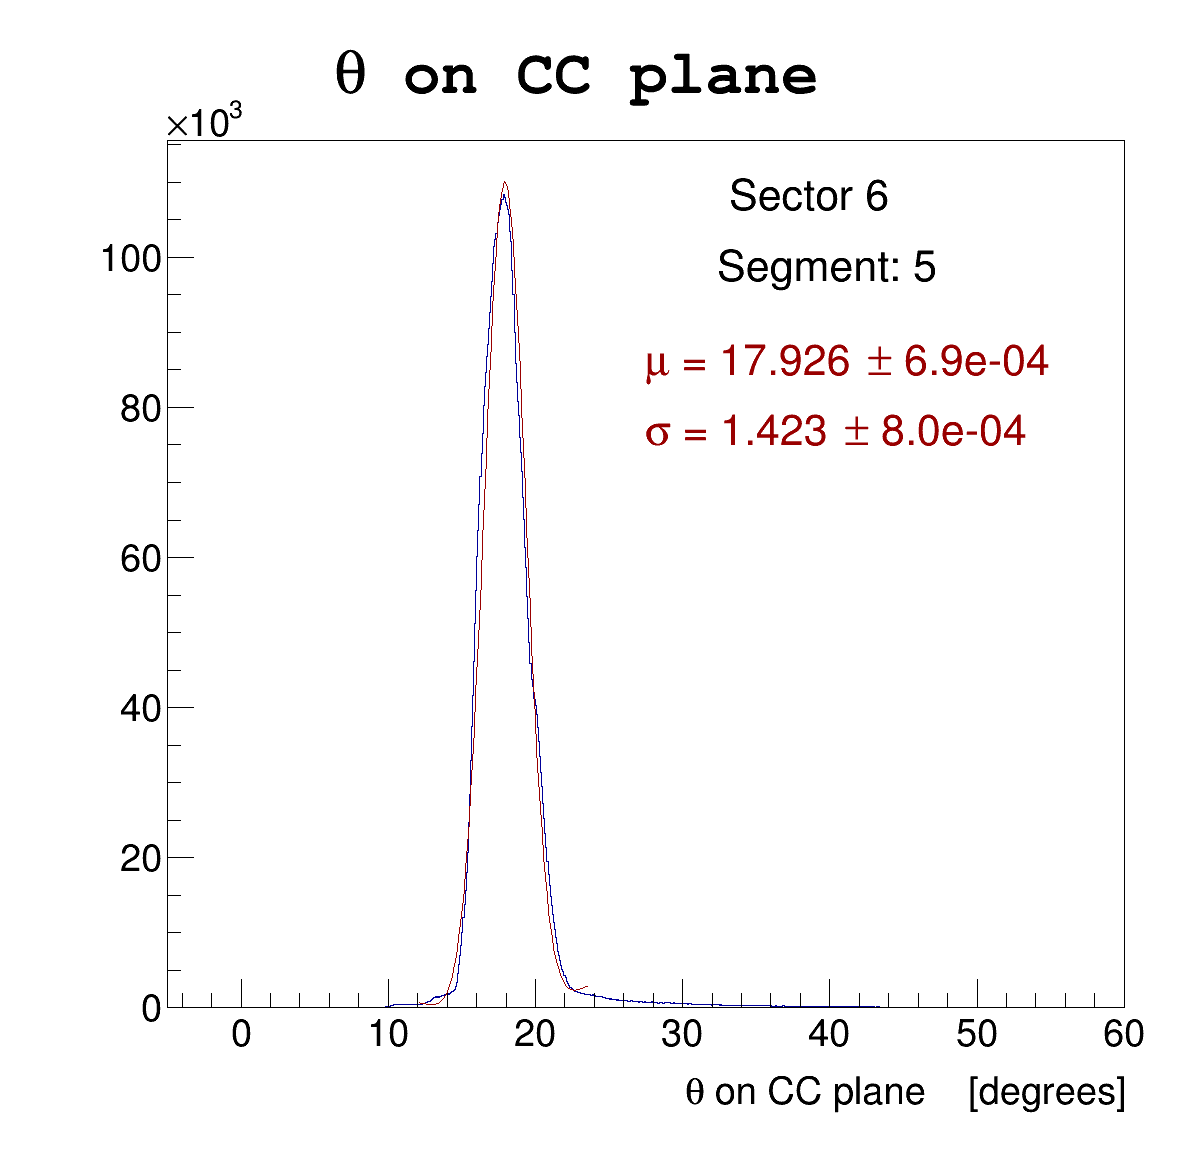 θ on CC plane
×10³
Sector 6
Segment: 5
μ = 17.926 ± 6.9e-04
σ = 1.423 ± 8.0e-04
100
80
60
40
20
0
0 10 20 30 40 50 60
θ on CC plane [degrees]